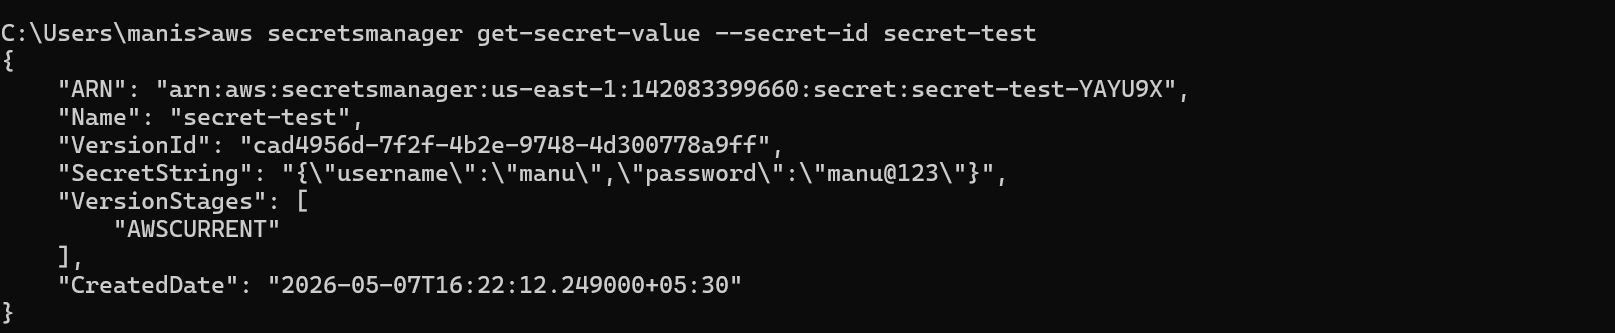 C:\Users\manis>aws secretsmanager get-secret-value --secret-id secret-test
{
    "ARN": "arn:aws:secretsmanager:us-east-1:142083399660:secret:secret-test-YAYU9X",
    "Name": "secret-test",
    "VersionId": "cad4956d-7f2f-4b2e-9748-4d300778a9ff",
    "SecretString": "{\"username\":\"manu\",\"password\":\"manu@123\"}",
    "VersionStages": [
        "AWSCURRENT"
    ],
    "CreatedDate": "2026-05-07T16:22:12.249000+05:30"
}